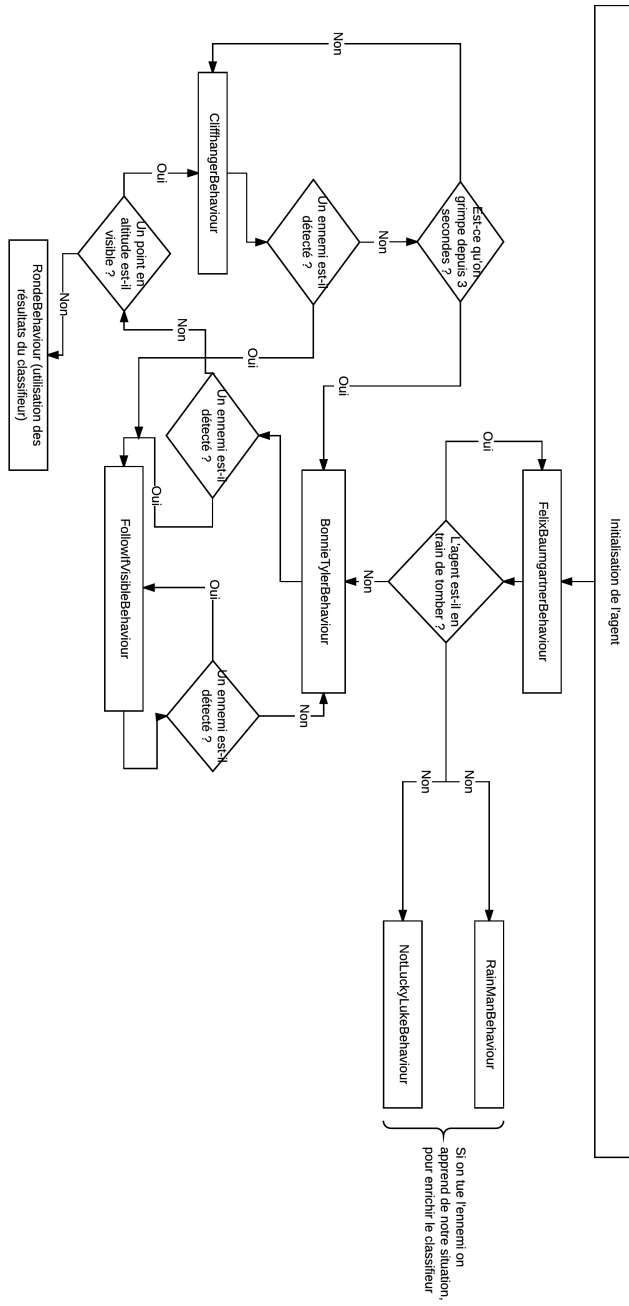 Initialisation de l'agent
FelixBaumgartnerBehaviour
Oui
L'agent est-il en
train de tomber ?
Non
Non
Non
RainManBehaviour
NotLuckyLukeBehaviour
Si on tue l'ennemi on
apprend de notre situation,
pour enrichir le classifieur
Est-ce qu'on
grimpe depuis 3
secondes ?
Non
Oui
Non
Un ennemi est-il
détecté ?
Oui
CliffhangerBehaviour
Oui
Un point en
altitude est-il
visible ?
Non
RondeBehaviour (utilisation des
résultats du classifieur)
BonnieTylerBehaviour
Un ennemi est-il
détecté ?
Non
Oui
FollowIfVisibleBehaviour
Un ennemi est-il
détecté ?
Oui
Non